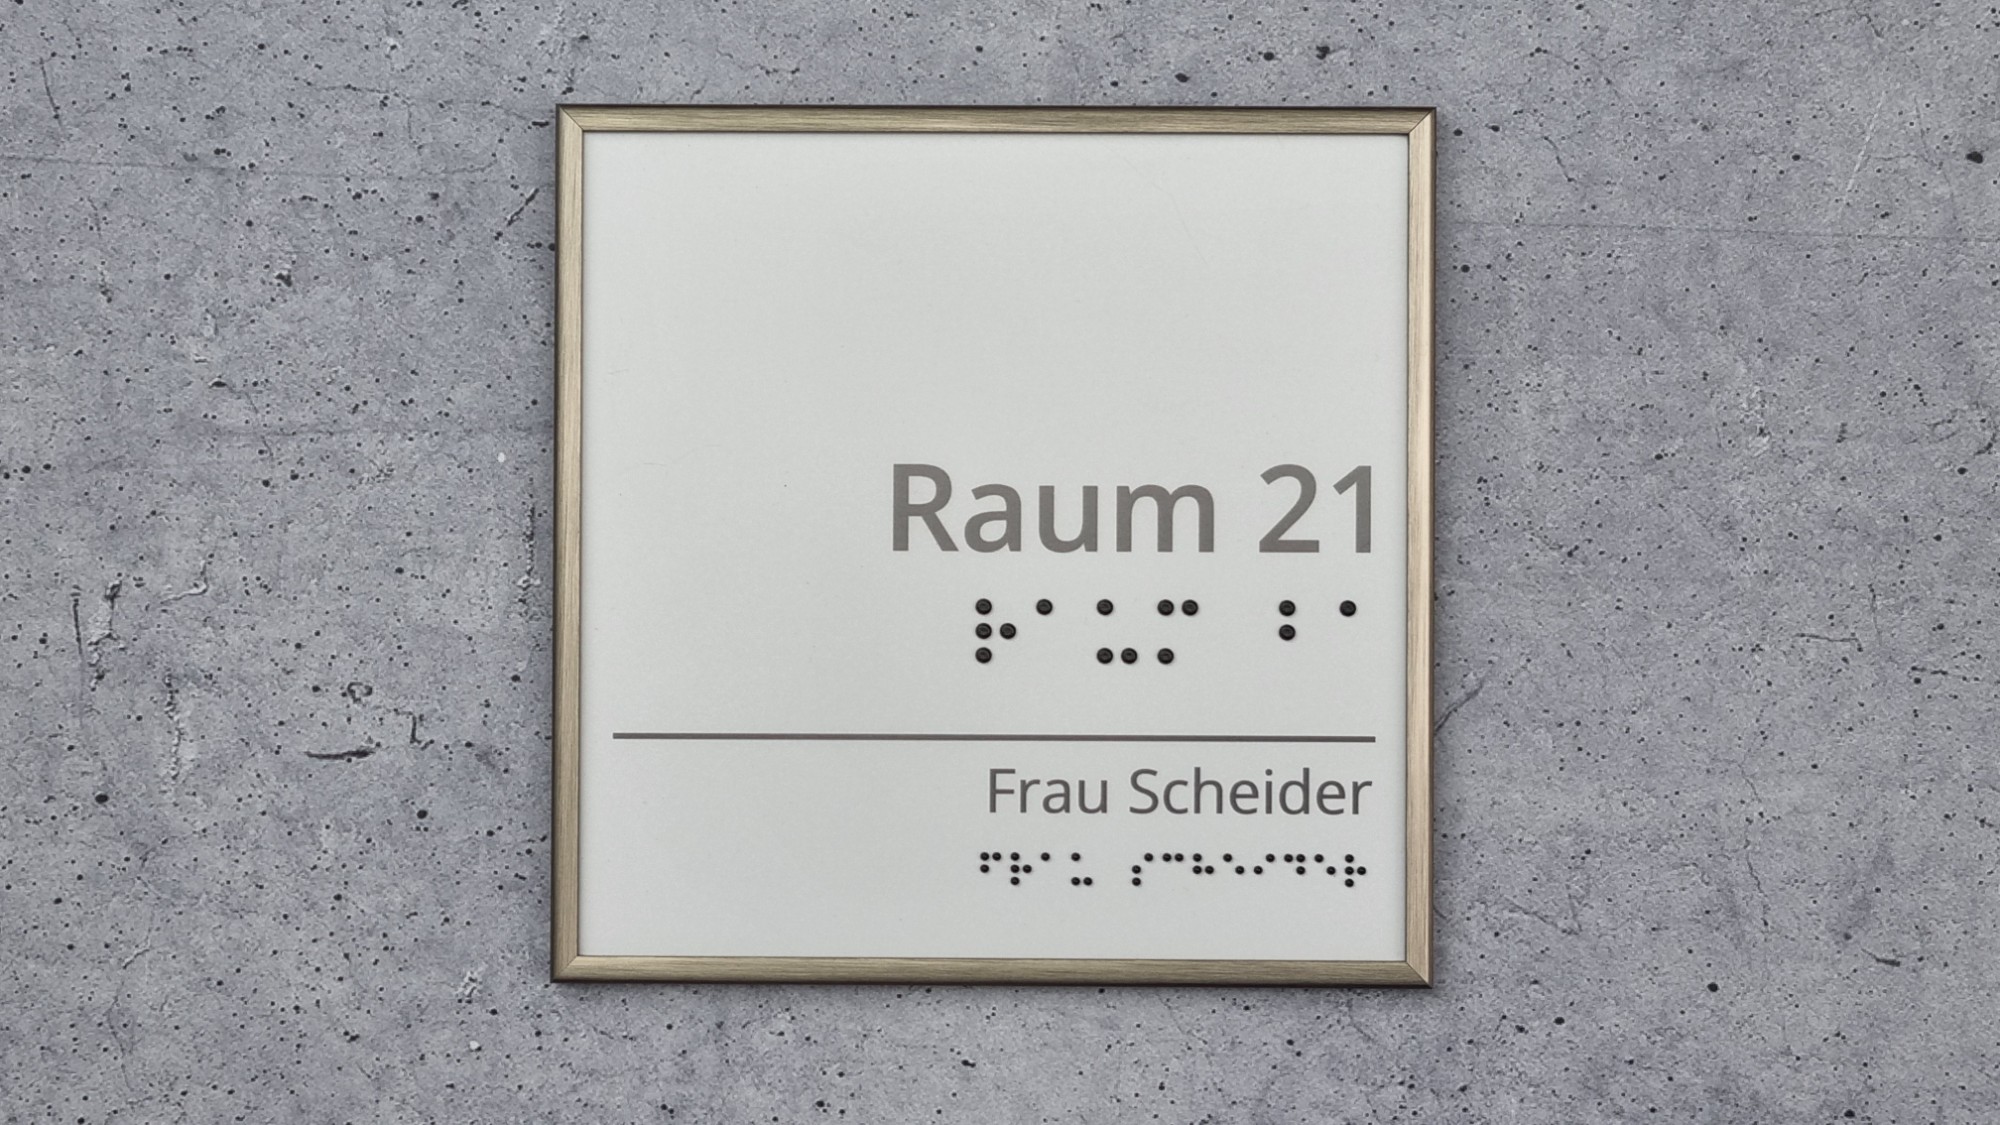 Raum 21
⠗⠁⠥⠍ ⠃⠁
Frau Scheider
⠋⠗⠁⠥ ⠎⠉⠓⠑⠊⠙⠑⠗